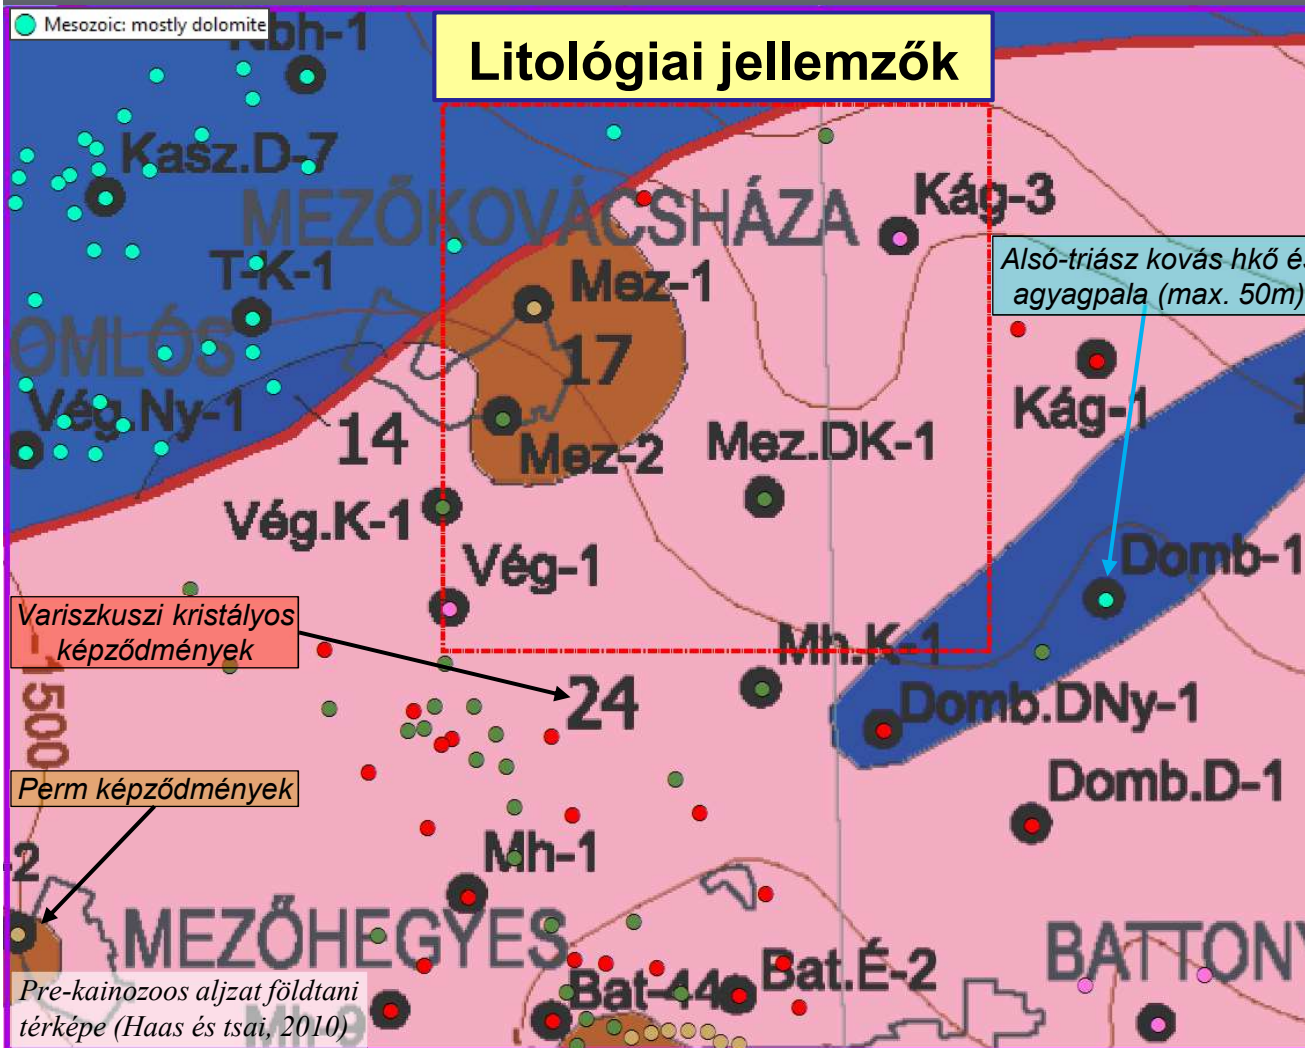 Mesozoic: mostly dolomite
Nbh-1
Litológiai jellemzők
Kasz.D-7
MEZŐKOVÁCSHÁZA
Kág-3
Alsó-triász kovás hkő és
agyagpala (max. 50m)
T-K-1
Mez-1
OMLÓS
17
Kág-1
Vég.Ny-1
14
Mez-2
Mez.DK-1
Vég.K-1
Domb-1
Vég-1
Variszkuszi kristályos
képződmények
Mh.K-1
24
Domb.DNy-1
-1500
Perm képződmények
Domb.D-1
Mh-1
-2
MEZŐHEGYES
BATTONY
Bat-44
Bat.É-2
Pre-kainozoos aljzat földtani
térképe (Haas és tsai, 2010)
Mh-9